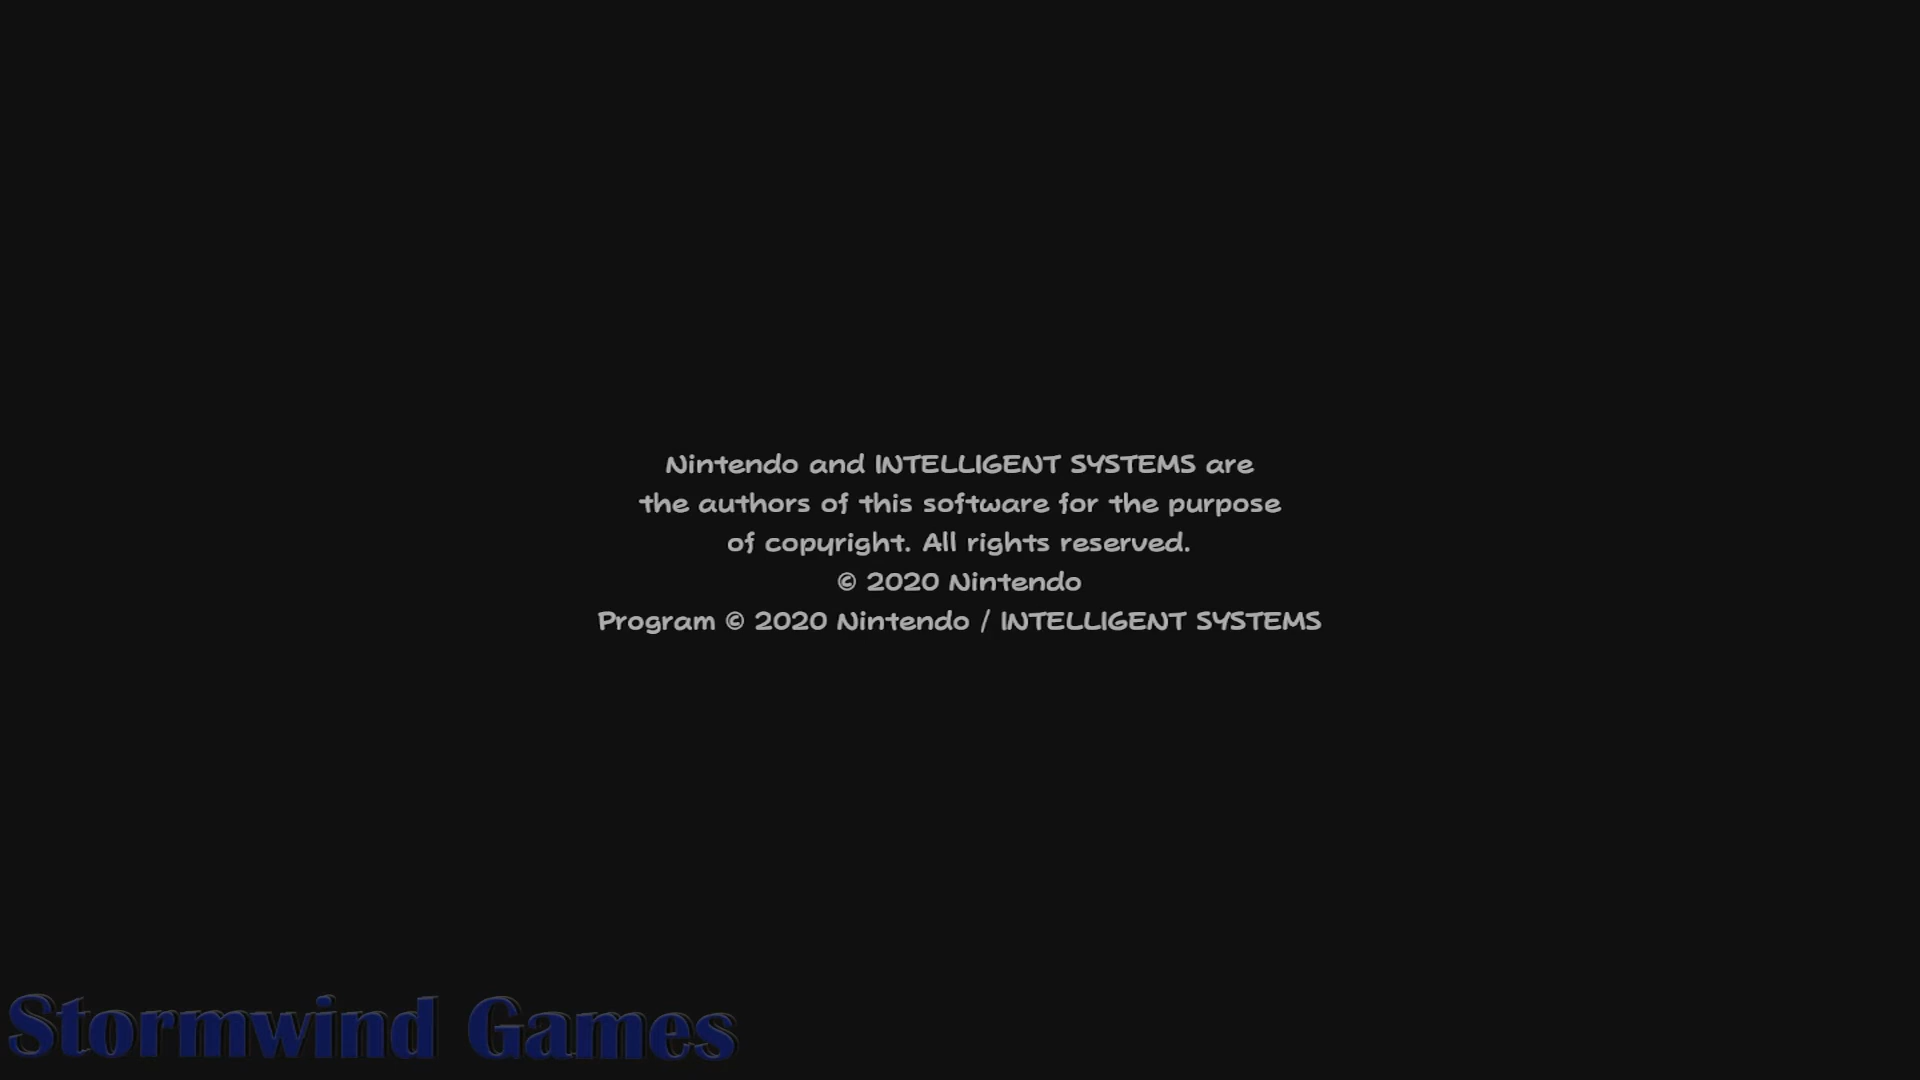 Nintendo and INTELLIGENT SYSTEMS are
the authors of this software for the purpose
of copyright. All rights reserved.
© 2020 Nintendo
Program © 2020 Nintendo / INTELLIGENT SYSTEMS
Stormwind Games